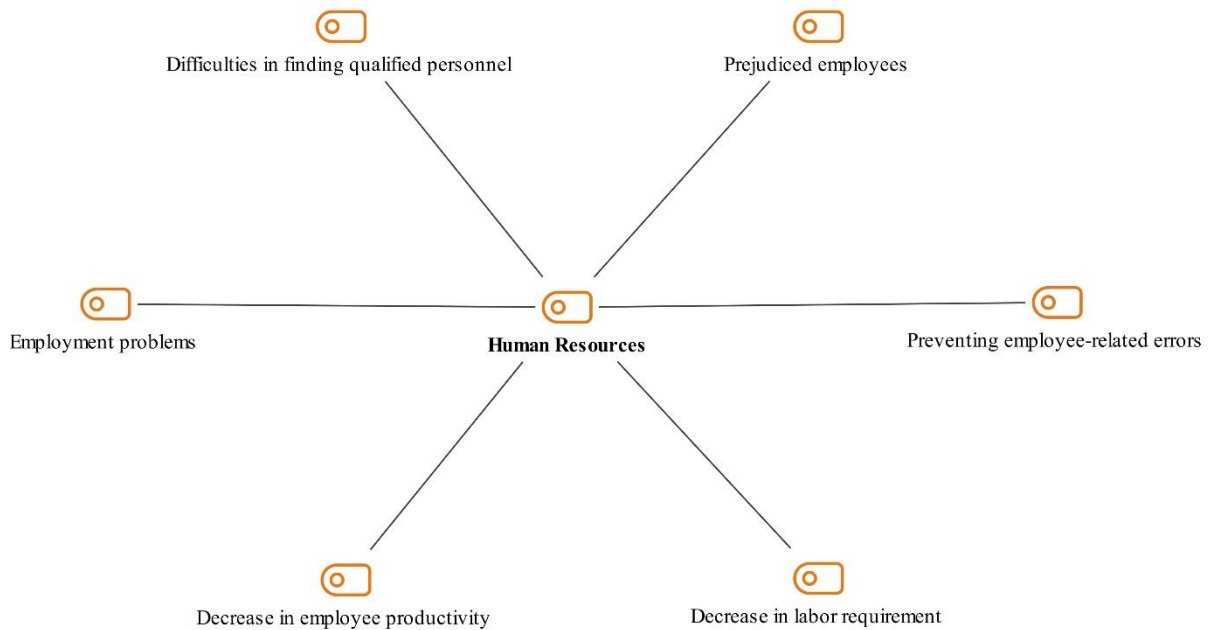 Difficulties in finding qualified personnel
Prejudiced employees
Employment problems
Human Resources
Preventing employee-related errors
Decrease in employee productivity
Decrease in labor requirement